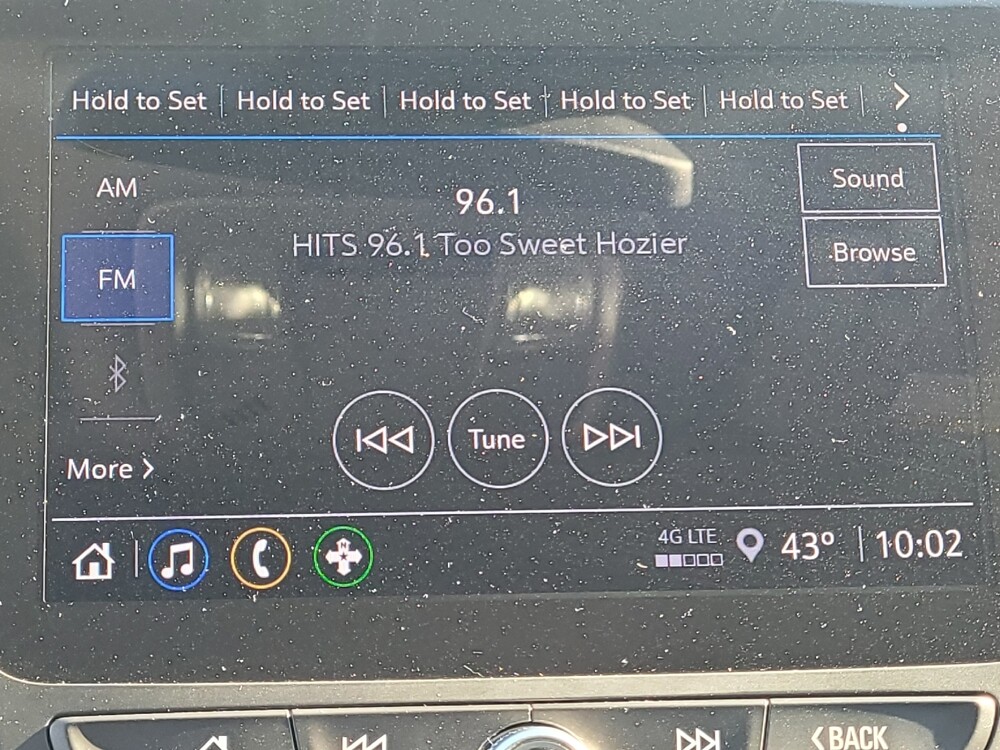 Hold to Set Hold to Set Hold to Set Hold to Set Hold to Set
AM
96.1
Sound
HITS 96.1 Too Sweet Hozier
Browse
FM
Tune
More
4G LTE
43° 10:02
BACK